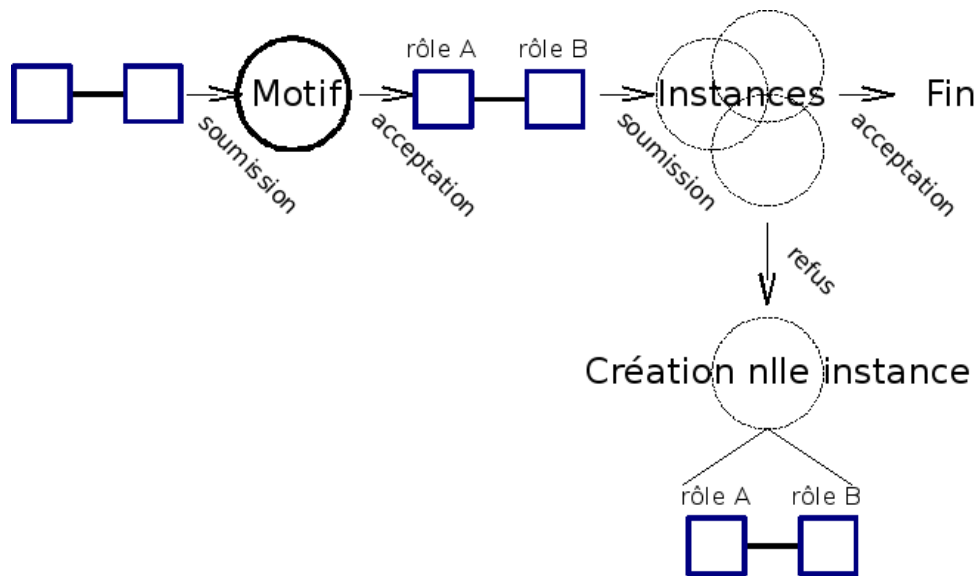 rôle A rôle B
Motif
Instances
Fin
soumission
acceptation
soumission
acceptation
refus
Création nlle instance
rôle A rôle B